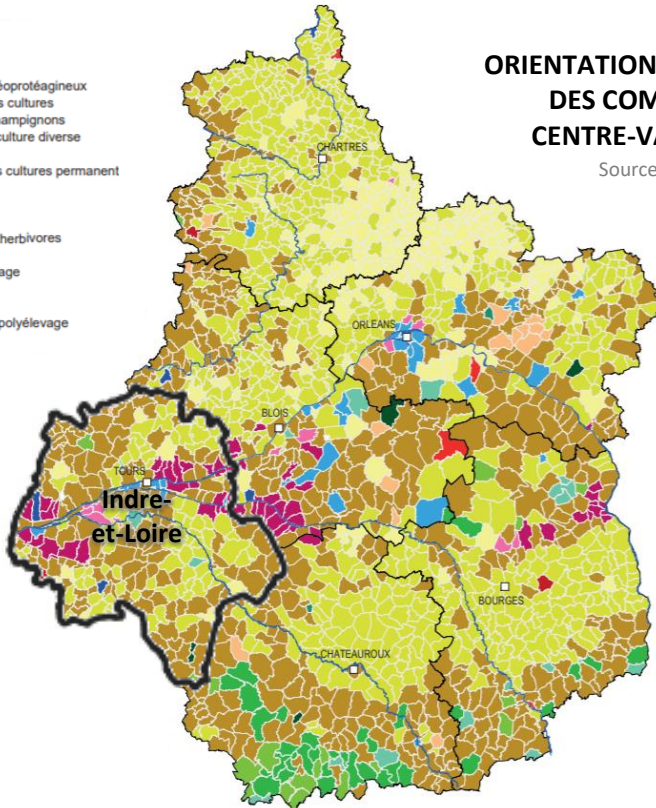 ORIENTATION
DES COM
CENTRE-VA
Source
éoprotéagineux
s cultures
ampignons
culture diverse
s cultures permanent
herbivores
age
polyélevage
CHARTRES
ORLEANS
BLOIS
TOURS
Indre-
et-Loire
BOURGES
CHATEAUROUX